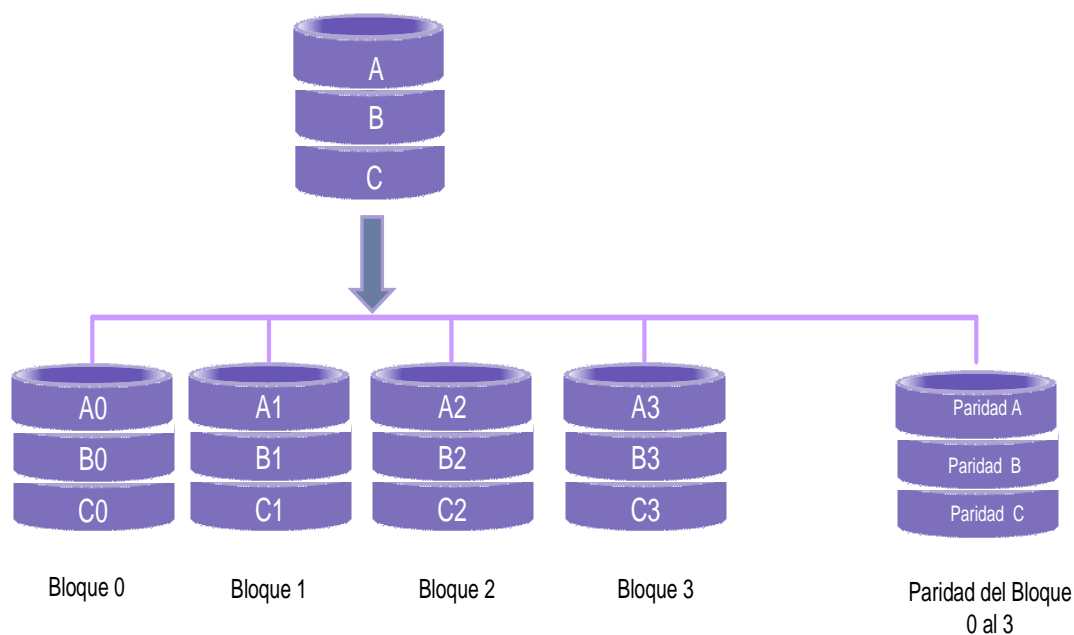 A
B
C
A0
A1
A2
A3
Paridad A
B0
B1
B2
B3
Paridad B
C0
C1
C2
C3
Paridad C
Bloque 0
Bloque 1
Bloque 2
Bloque 3
Paridad del Bloque
0 al 3